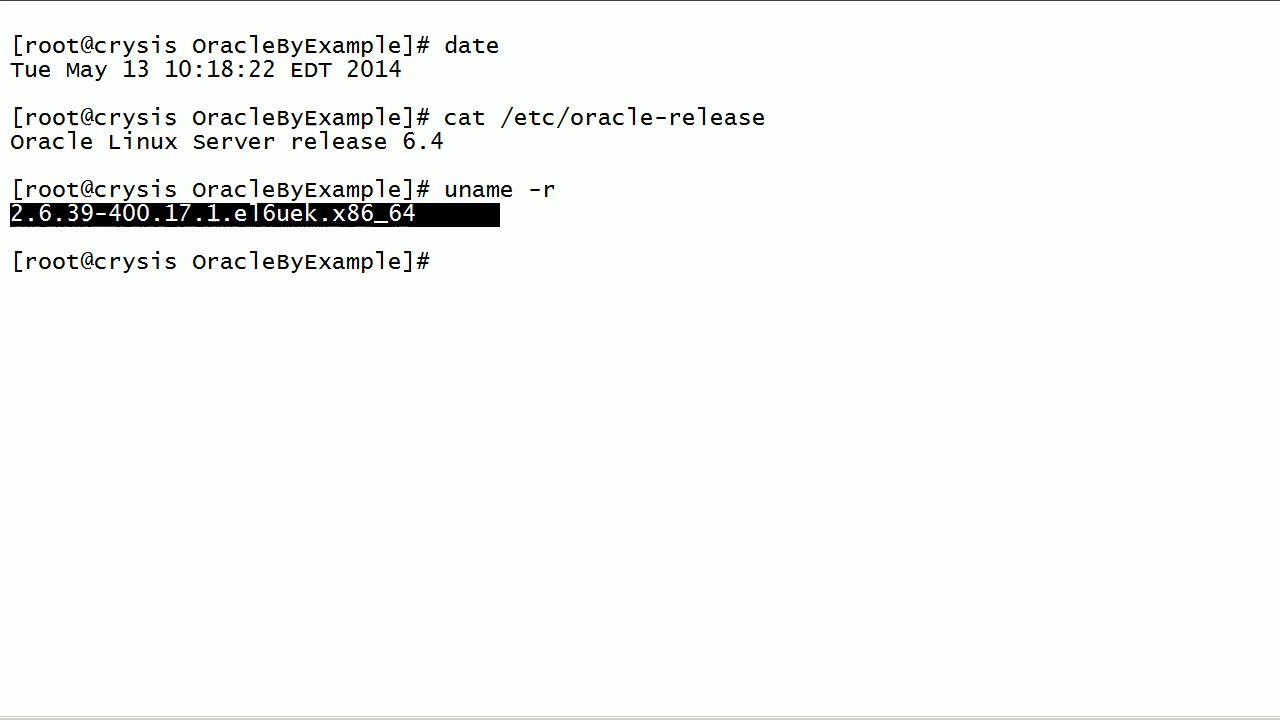 [root@crysis OracleByExample]# date
Tue May 13 10:18:22 EDT 2014
[root@crysis OracleByExample]# cat /etc/oracle-release
Oracle Linux Server release 6.4
[root@crysis OracleByExample]# uname -r
2.6.39-400.17.1.el6uek.x86_64
[root@crysis OracleByExample]#